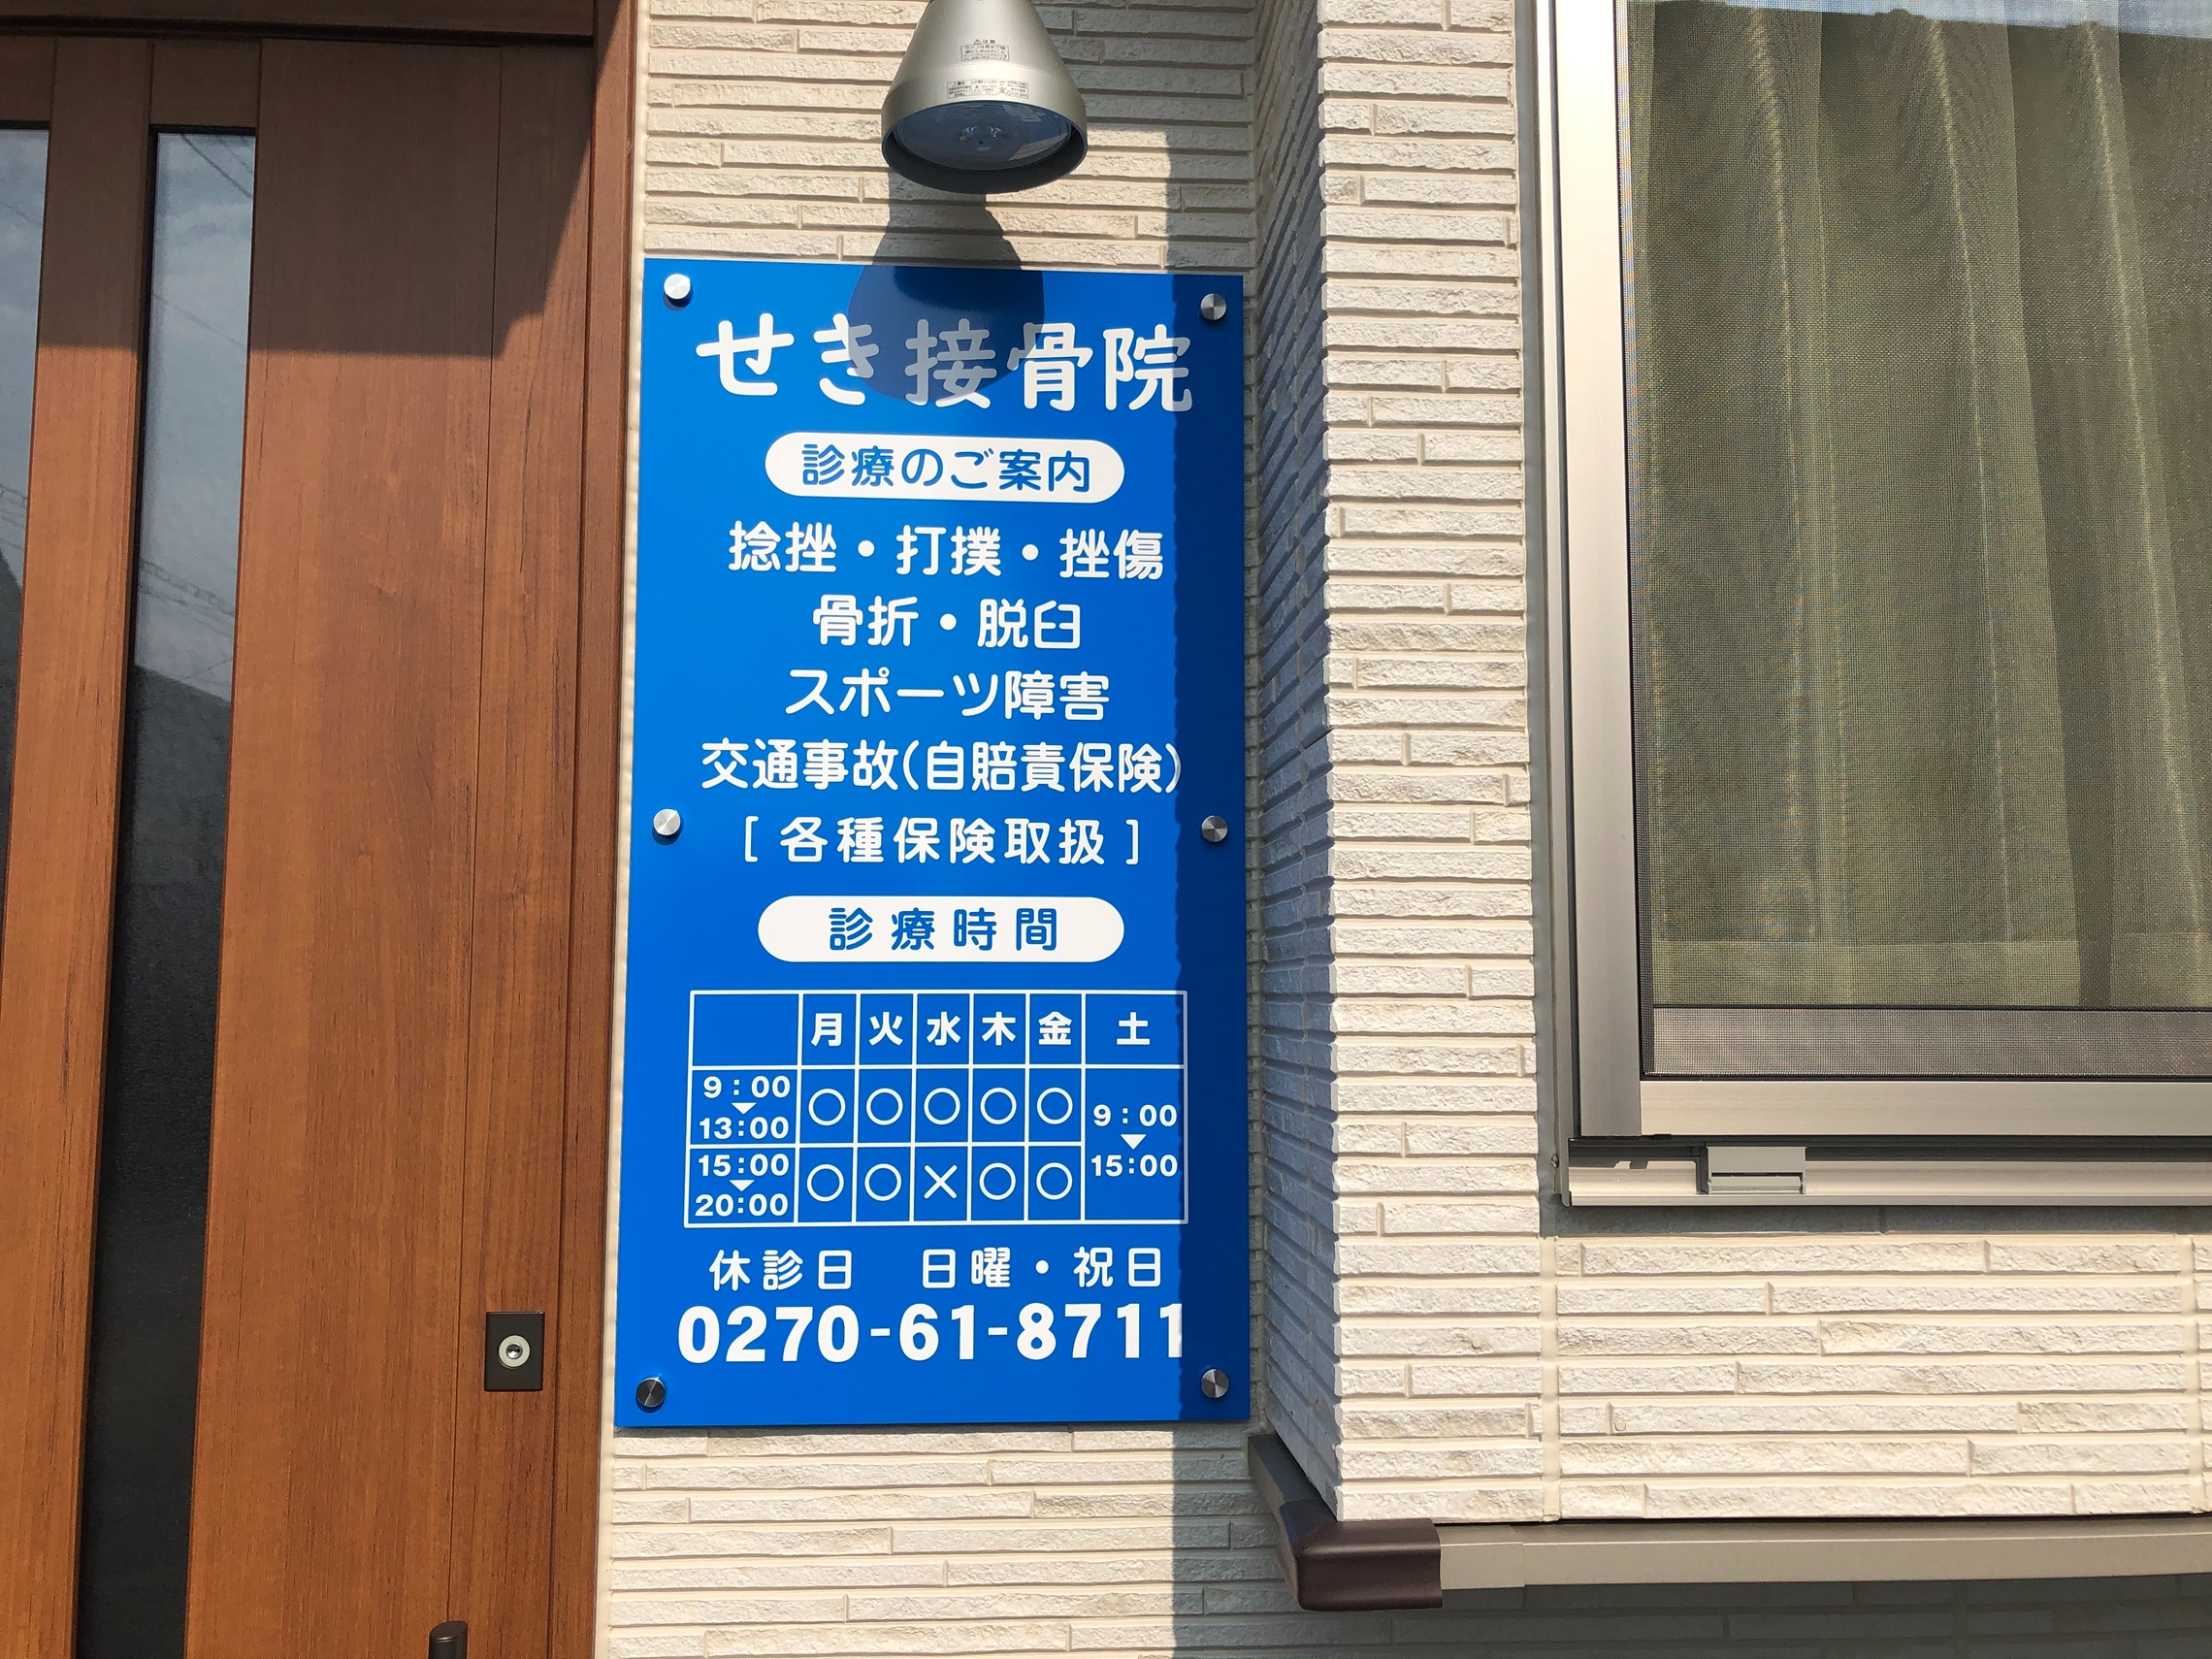 せき接骨院
診療のご案内
捻挫・打撲・挫傷
骨折・脱臼
スポーツ障害
交通事故(自賠責保険)
[各種保険取扱]
診療時間
月 火 水 木 金 土
9:00▼13:00 ○ ○ ○ ○ ○ 9:00▼15:00
15:00▼20:00 ○ ○ × ○ ○
休診日 日曜・祝日
0270-61-8711